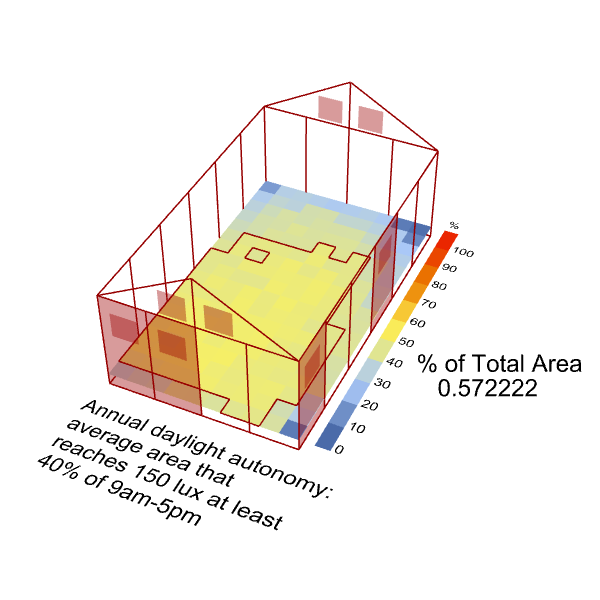 %
100
90
80
70
60
50
40
30
20
10
0
% of Total Area
0.572222
Annual daylight autonomy:
average area that
reaches 150 lux at least
40% of 9am-5pm